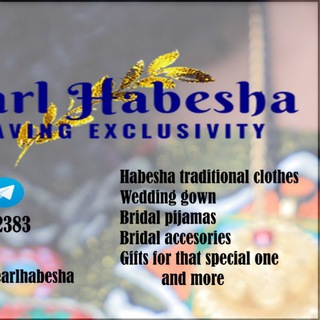 arl Habesha
AVING EXCLUSIVITY
Habesha traditional clothes
Wedding gown
Bridal pijamas
Bridal accesories
Gifts for that special one
and more
2383
earlhabesha